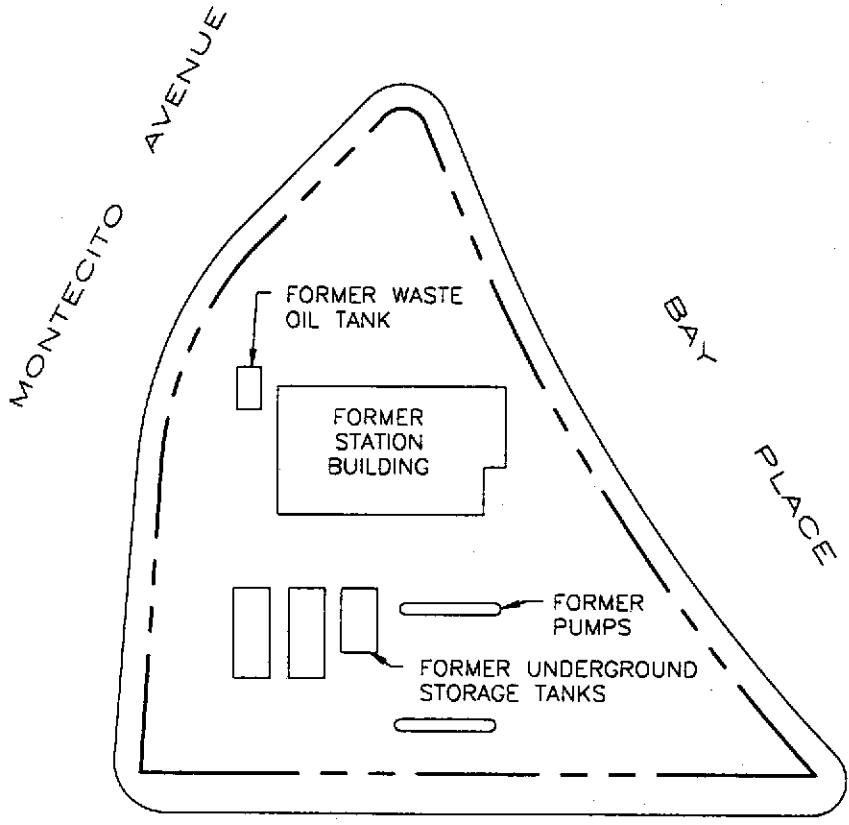 MONTECITO AVENUE
FORMER WASTE
OIL TANK
BAY PLACE
FORMER
STATION
BUILDING
FORMER
PUMPS
FORMER UNDERGROUND
STORAGE TANKS